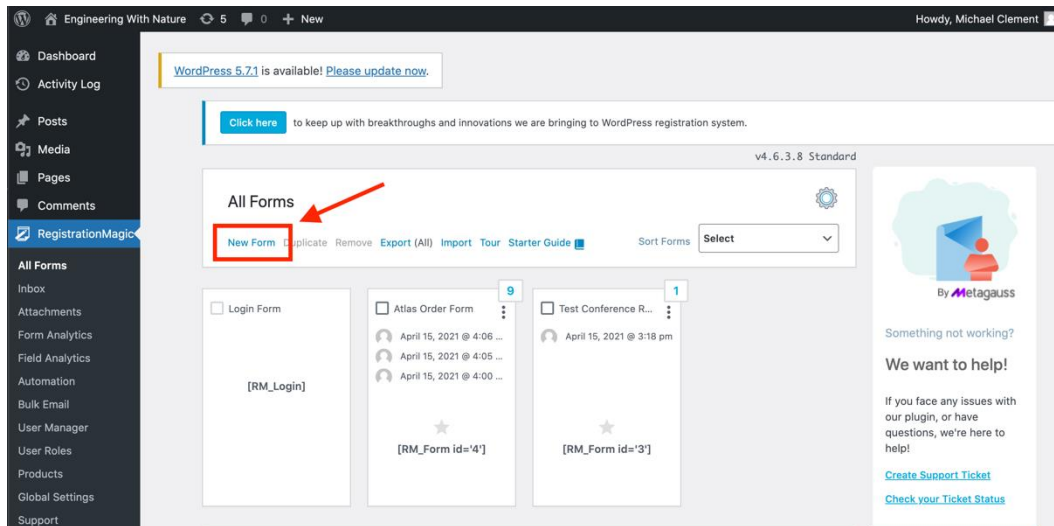 Engineering With Nature 5 0 + New Howdy, Michael Clement
Dashboard
Activity Log
Posts
Media
Pages
Comments
RegistrationMagic
All Forms
Inbox
Attachments
Form Analytics
Field Analytics
Automation
Bulk Email
User Manager
User Roles
Products
Global Settings
Support
WordPress 5.7.1 is available! Please update now.
Click here to keep up with breakthroughs and innovations we are bringing to WordPress registration system.
v4.6.3.8 Standard
All Forms
New Form Duplicate Remove Export (All) Import Tour Starter Guide Sort Forms Select
Login Form
[RM_Login]
9
Atlas Order Form
April 15, 2021 @ 4:06 ...
April 15, 2021 @ 4:05 ...
April 15, 2021 @ 4:00 ...
[RM_Form id='4']
1
Test Conference R...
April 15, 2021 @ 3:18 pm
[RM_Form id='3']
By Metagauss
Something not working?
We want to help!
If you face any issues with
our plugin, or have
questions, we're here to
help!
Create Support Ticket
Check your Ticket Status